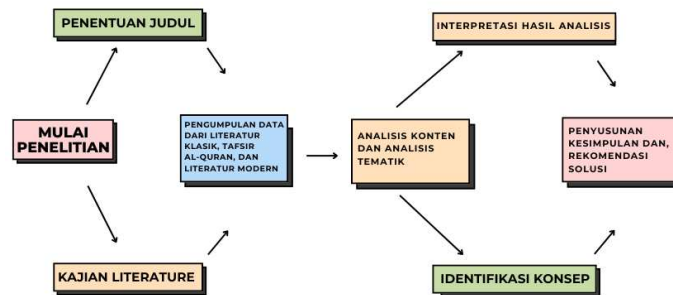 PENENTUAN JUDUL
INTERPRETASI HASIL ANALISIS
MULAI
PENELITIAN
PENGUMPULAN DATA
DARI LITERATUR
KLASIK, TAFSIR
AL-QURAN, DAN
LITERATUR MODERN
ANALISIS KONTEN
DAN ANALISIS
TEMATIK
PENYUSUNAN
KESIMPULAN DAN,
REKOMENDASI
SOLUSI
KAJIAN LITERATURE
IDENTIFIKASI KONSEP